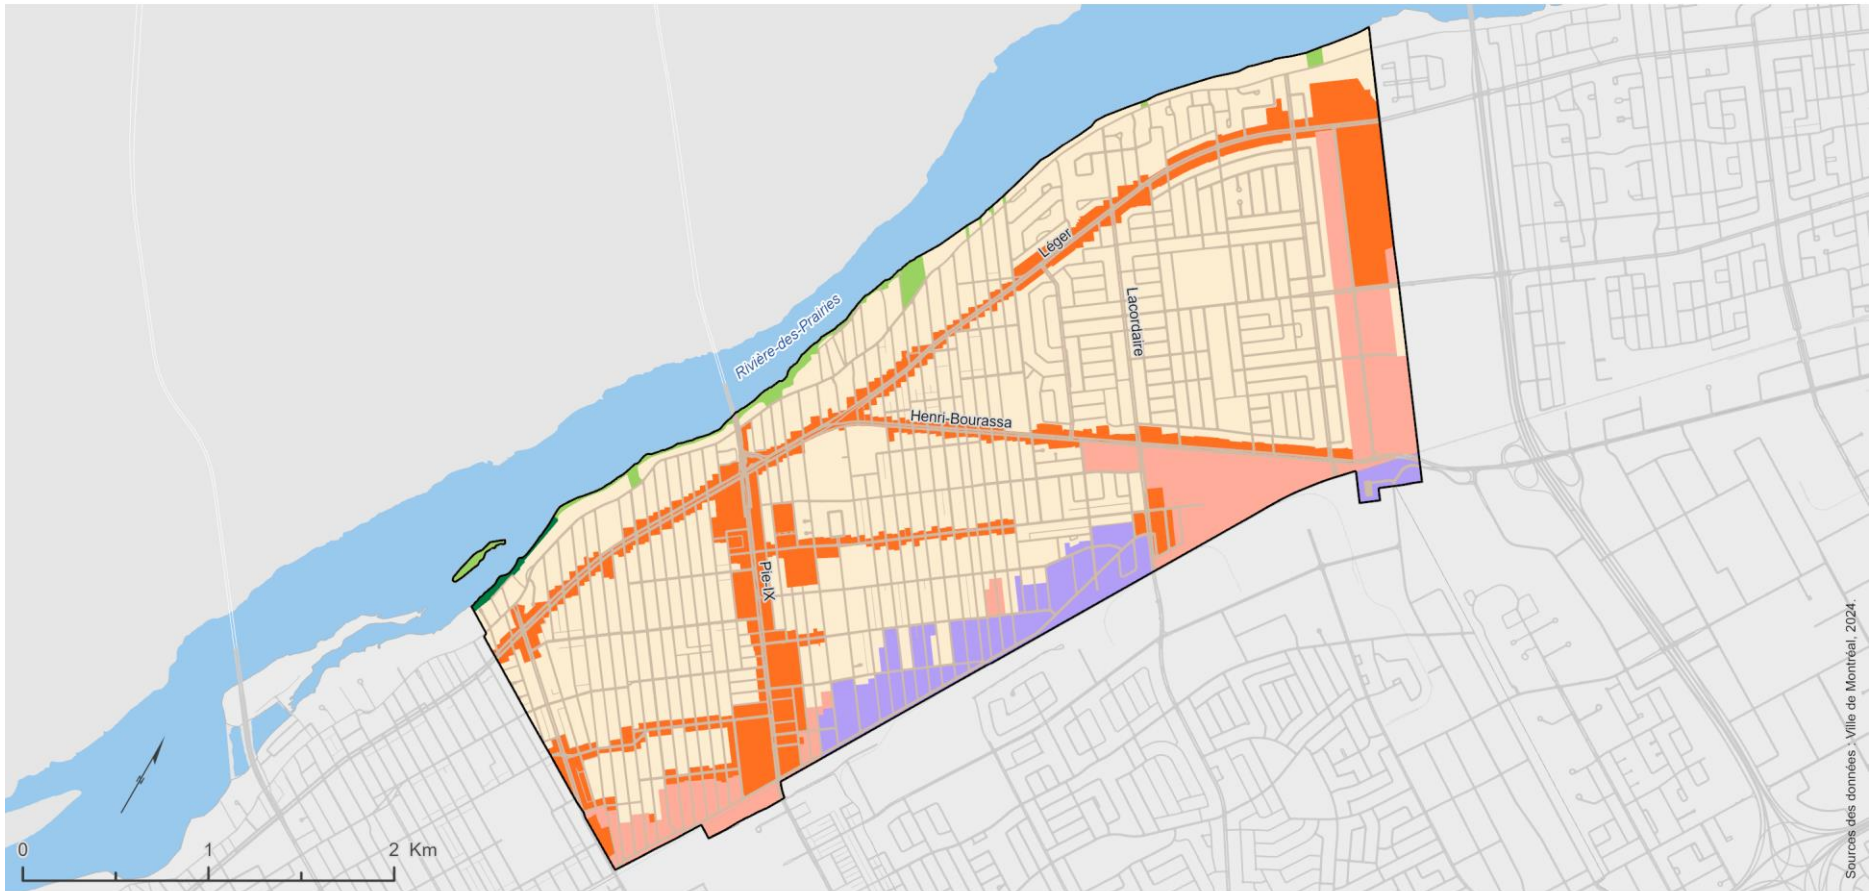 Léger
Lacordaire
Rivière-des-Prairies
Henri-Bourassa
Pie-IX
N
0 1 2 Km
Sources des données : Ville de Montréal, 2024.